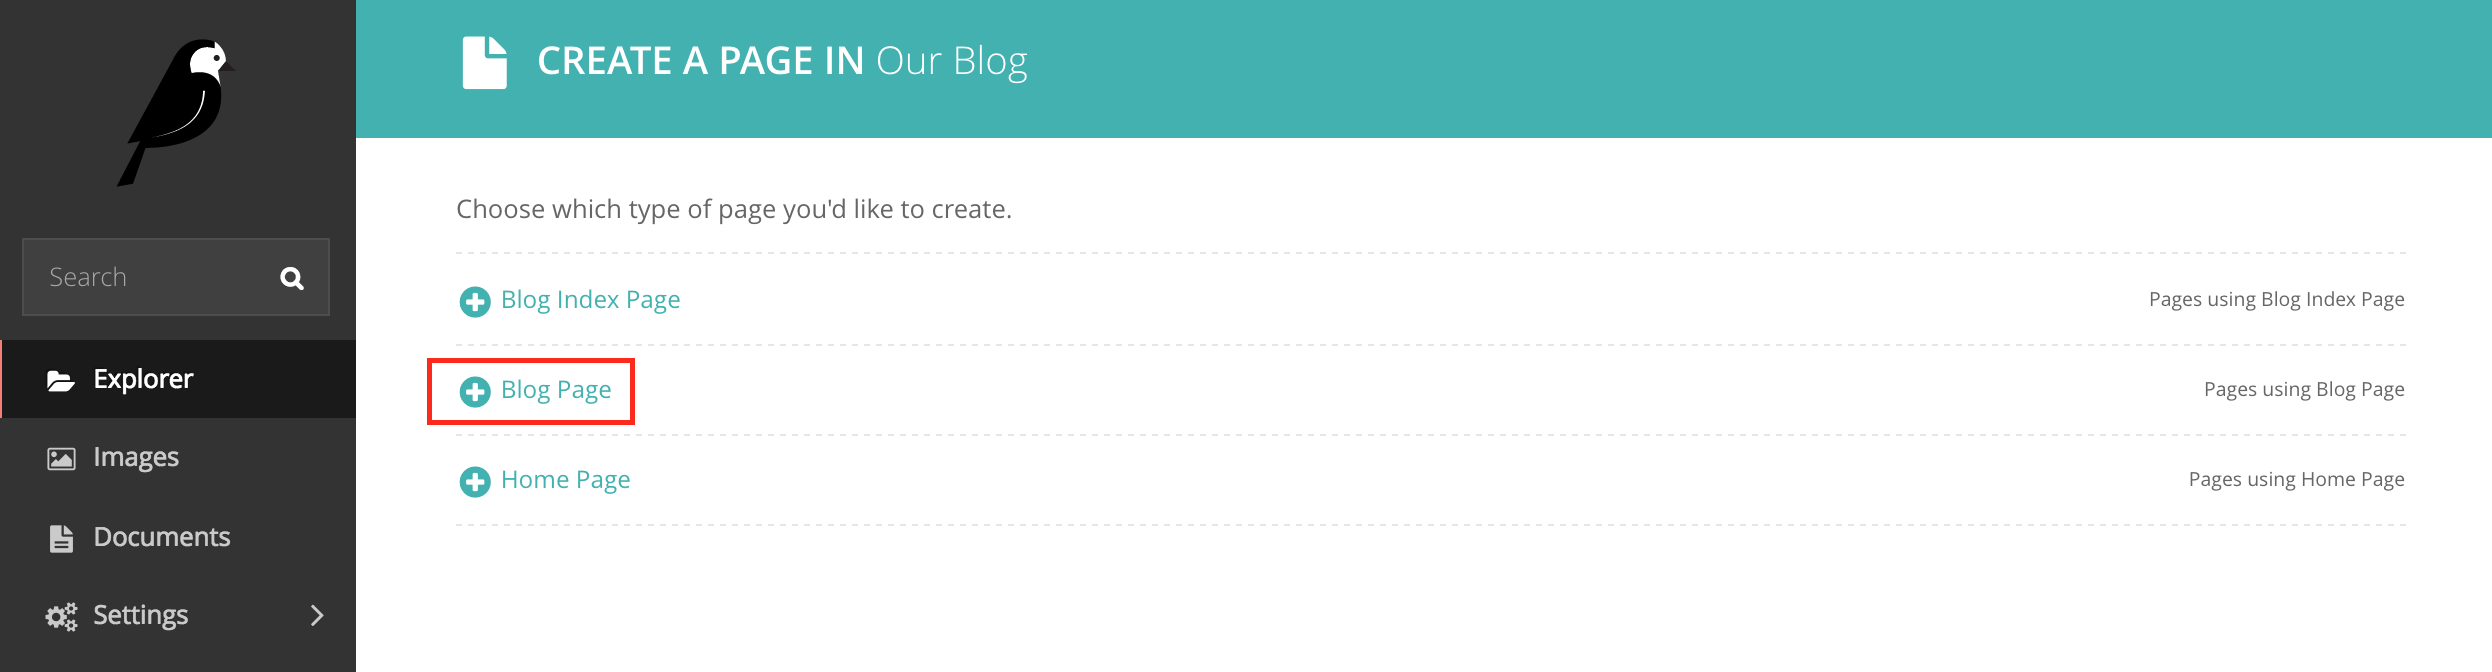 CREATE A PAGE IN Our Blog
Search
Explorer
Images
Documents
Settings
Choose which type of page you'd like to create.
Blog Index Page Pages using Blog Index Page
Blog Page Pages using Blog Page
Home Page Pages using Home Page